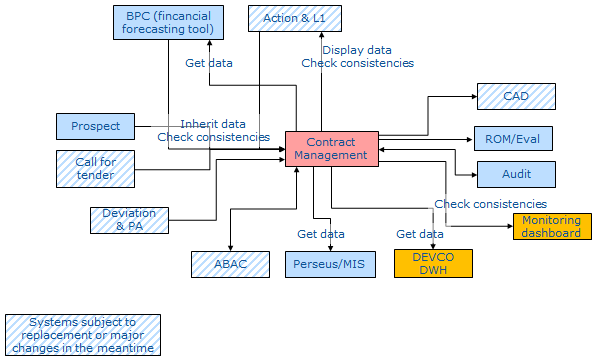 BPC (fincancial
forecasting tool)
Action & L1
Get data
Display data
Check consistencies
CAD
Prospect
Inherit data
Check consistencies
Contract
Management
ROM/Eval
Call for
tender
Audit
Deviation
& PA
Check consistencies
Monitoring
dashboard
Get data
Get data
ABAC
Perseus/MIS
DEVCO
DWH
Systems subject to
replacement or major
changes in the meantime